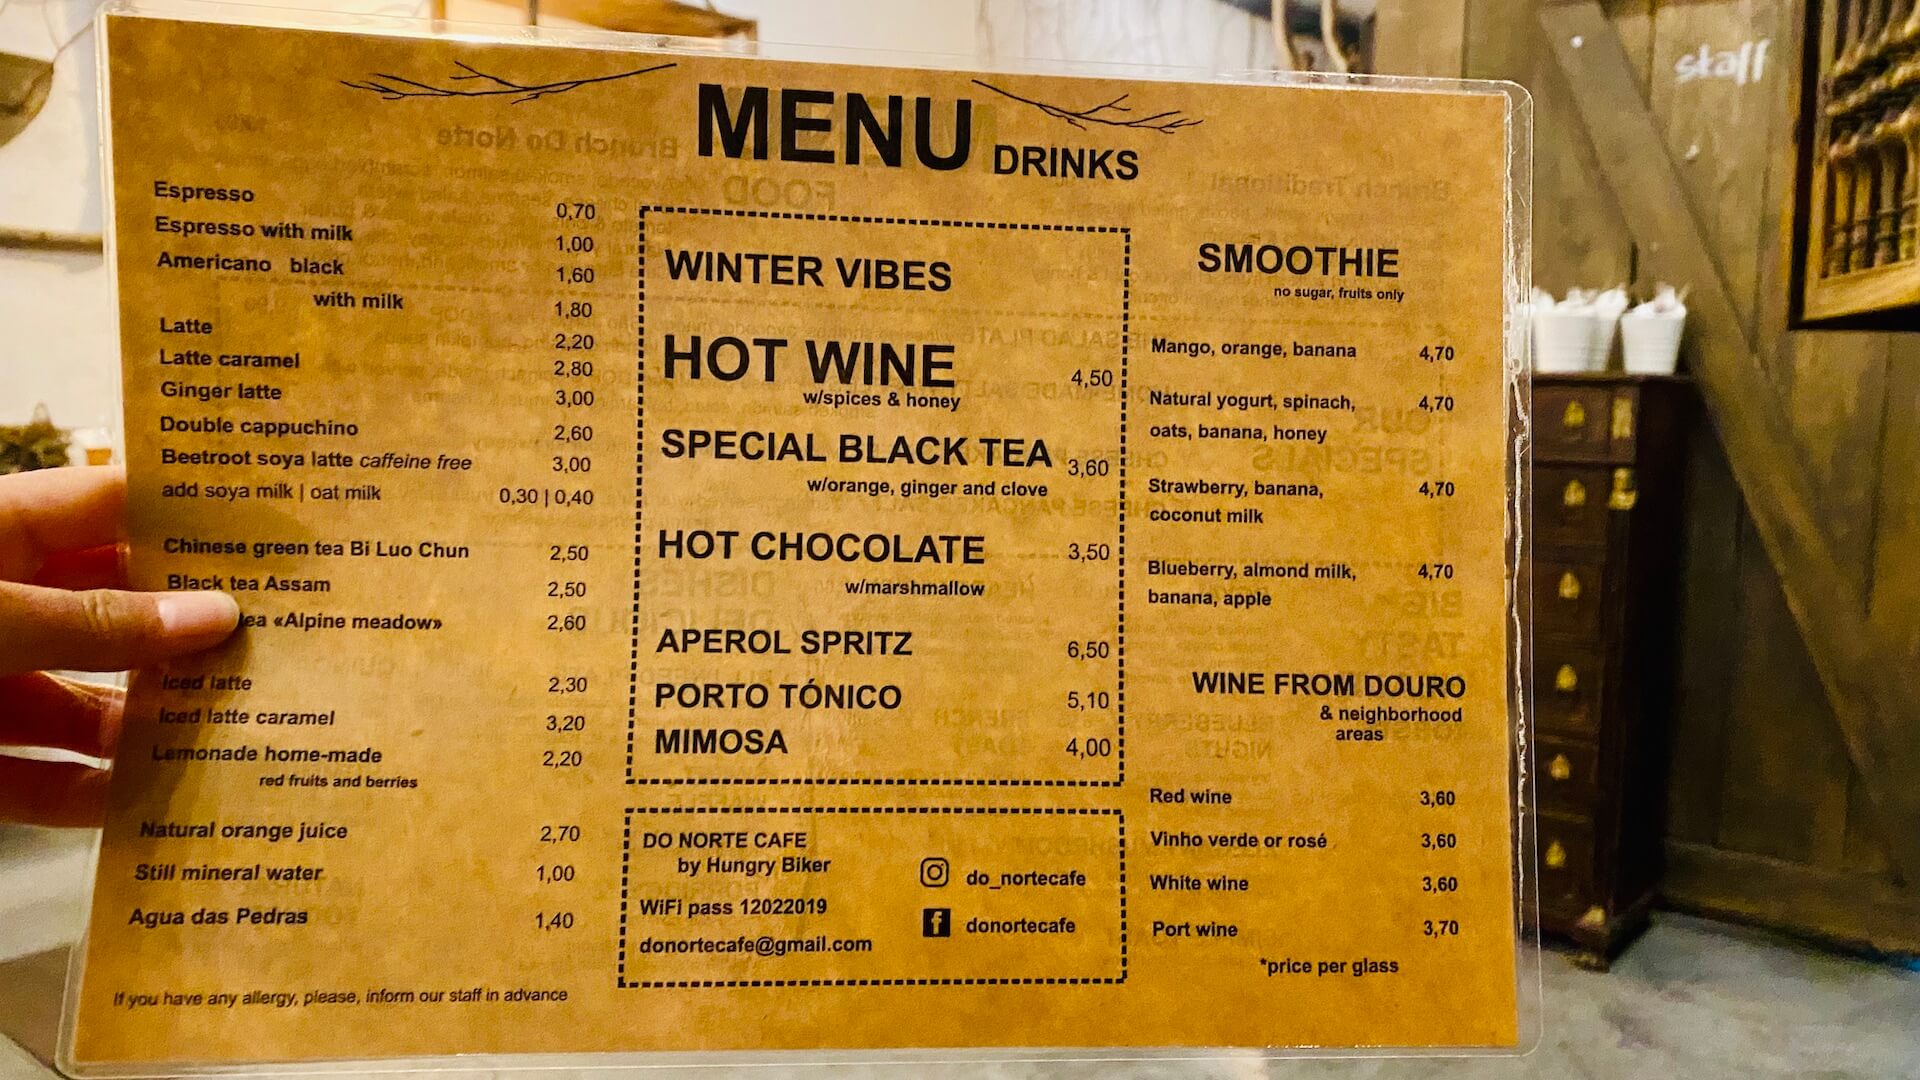 MENU DRINKS
Espresso 0,70
Espresso with milk 1,00
Americano black 1,60
with milk 1,80
Latte 2,20
Latte caramel 2,80
Ginger latte 3,00
Double cappuchino 2,60
Beetroot soya latte caffeine free 3,00
add soya milk | oat milk 0,30 | 0,40
Chinese green tea Bi Luo Chun 2,50
Black tea Assam 2,50
tea «Alpine meadow» 2,60
Iced latte 2,30
Iced latte caramel 3,20
Lemonade home-made 2,20
red fruits and berries
Natural orange juice 2,70
Still mineral water 1,00
Agua das Pedras 1,40
If you have any allergy, please, inform our staff in advance
WINTER VIBES
HOT WINE 4,50
w/spices & honey
SPECIAL BLACK TEA 3,60
w/orange, ginger and clove
HOT CHOCOLATE 3,50
w/marshmallow
APEROL SPRITZ 6,50
PORTO TÓNICO 5,10
MIMOSA 4,00
DO NORTE CAFE
by Hungry Biker
WiFi pass 12022019
donortecafe@gmail.com
do_nortecafe
donortecafe
SMOOTHIE
no sugar, fruits only
Mango, orange, banana 4,70
Natural yogurt, spinach, 4,70
oats, banana, honey
Strawberry, banana, 4,70
coconut milk
Blueberry, almond milk, 4,70
banana, apple
WINE FROM DOURO
& neighborhood
areas
Red wine 3,60
Vinho verde or rosé 3,60
White wine 3,60
Port wine 3,70
*price per glass
staff